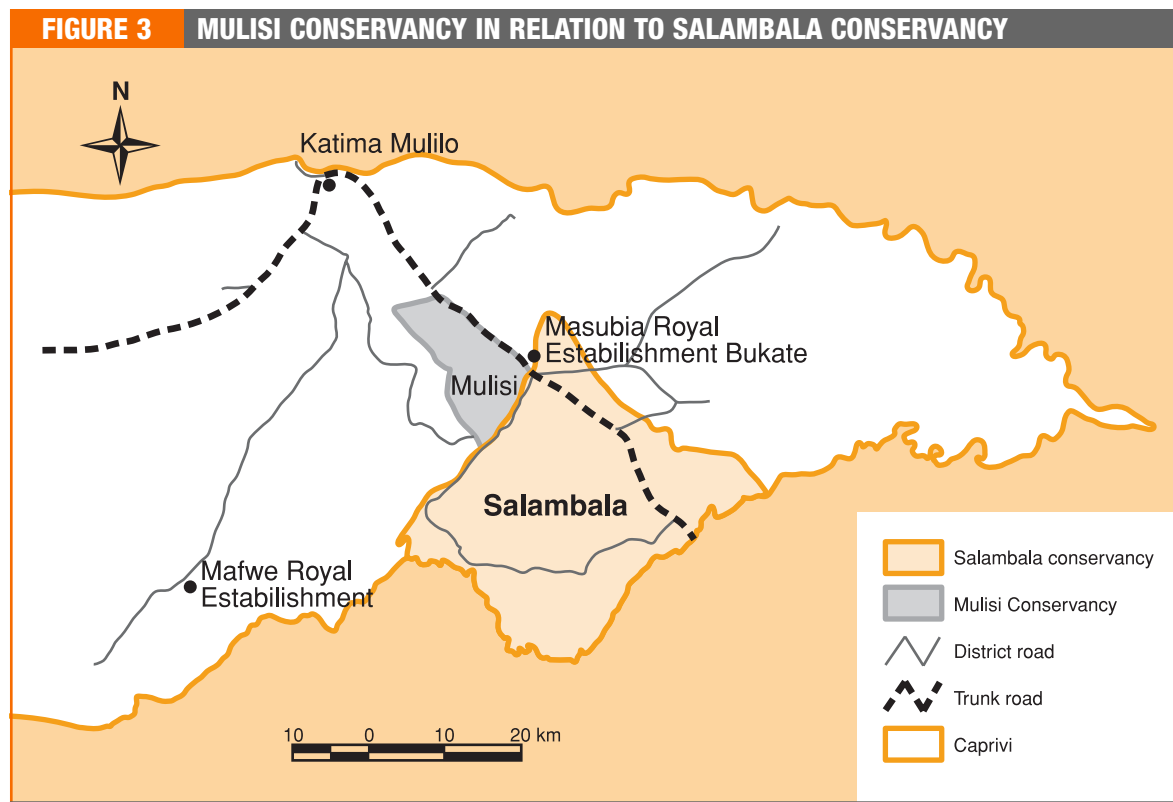 FIGURE 3 MULISI CONSERVANCY IN RELATION TO SALAMBALA CONSERVANCY
N
Katima Mulilo
Masubia Royal
Estabilishment Bukate
Mulisi
Salambala
Mafwe Royal
Estabilishment
10 0 10 20 km
Salambala conservancy
Mulisi Conservancy
District road
Trunk road
Caprivi